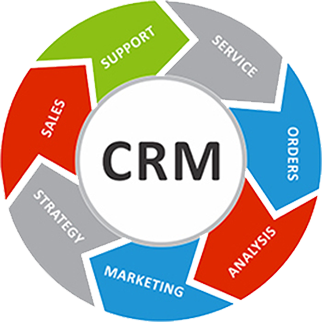 CRM
SUPPORT
SERVICE
ORDERS
ANALYSIS
MARKETING
STRATEGY
SALES